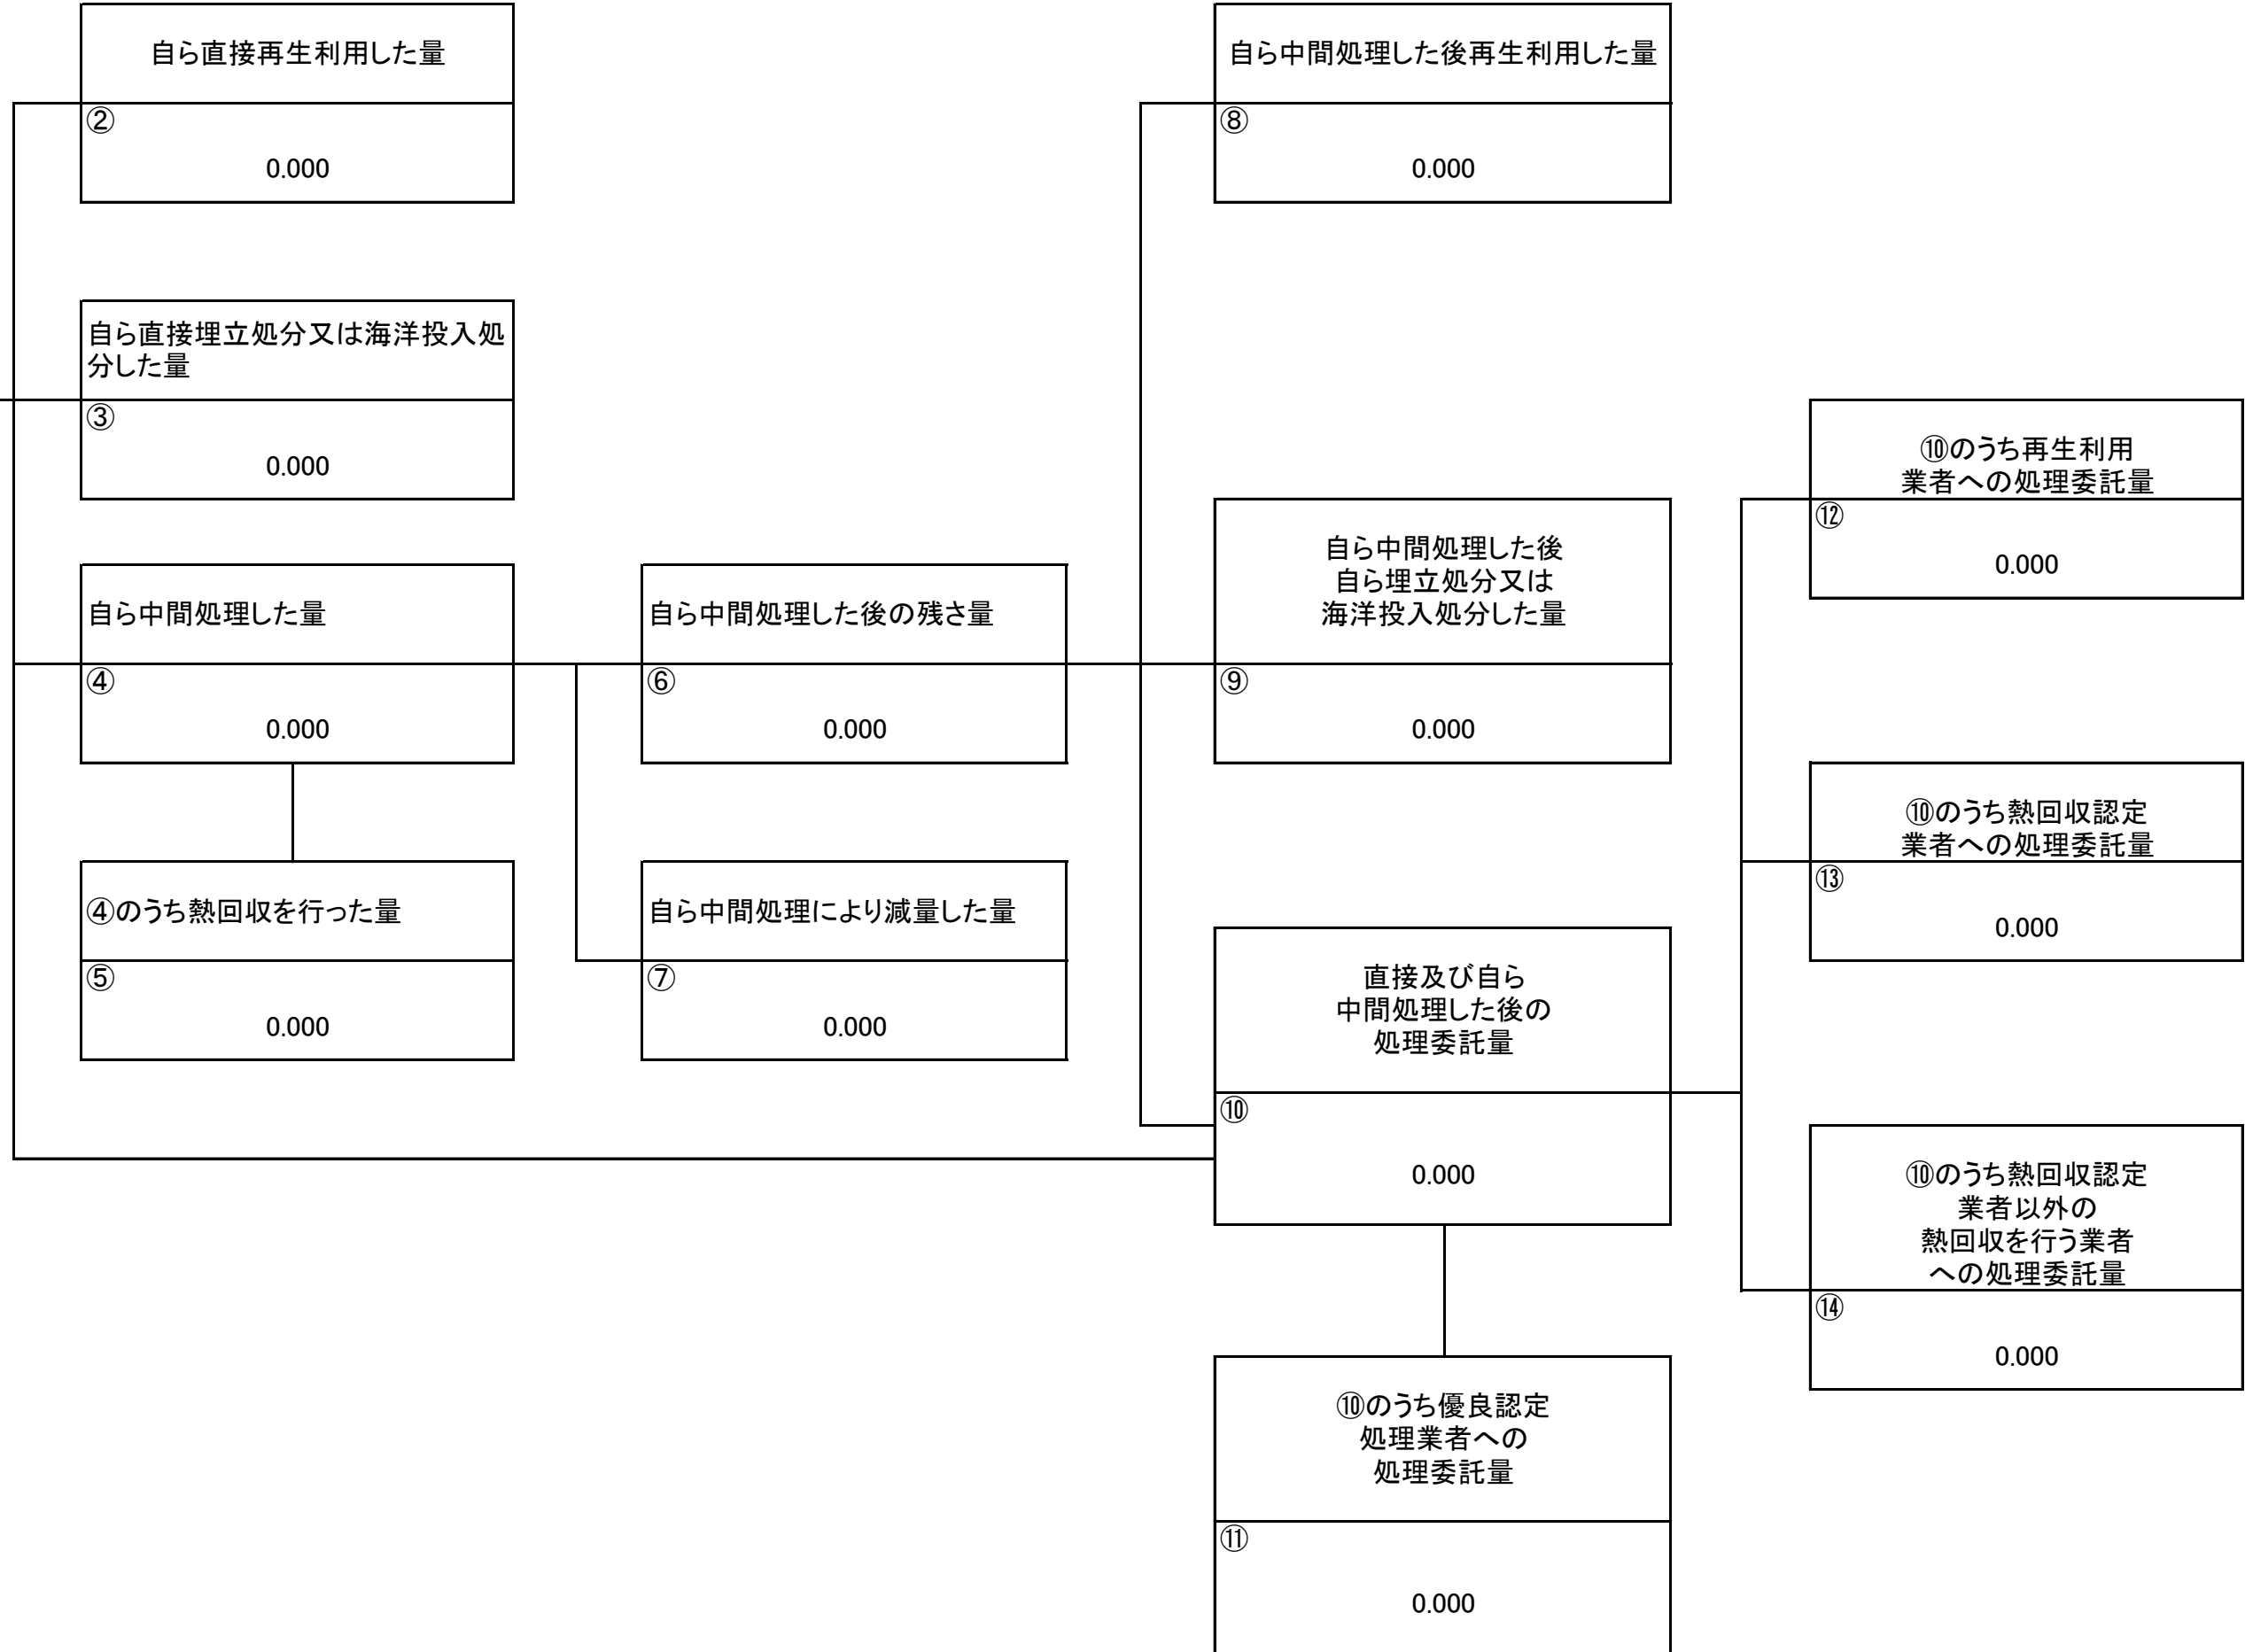 自ら直接再生利用した量
②
0.000
自ら直接埋立処分又は海洋投入処
分した量
③
0.000
自ら中間処理した量
④
0.000
④のうち熱回収を行った量
⑤
0.000
自ら中間処理した後の残さ量
⑥
0.000
自ら中間処理により減量した量
⑦
0.000
自ら中間処理した後再生利用した量
⑧
0.000
自ら中間処理した後
自ら埋立処分又は
海洋投入処分した量
⑨
0.000
直接及び自ら
中間処理した後の
処理委託量
⑩
0.000
⑩のうち優良認定
処理業者への
処理委託量
⑪
0.000
⑩のうち再生利用
業者への処理委託量
⑫
0.000
⑩のうち熱回収認定
業者への処理委託量
⑬
0.000
⑩のうち熱回収認定
業者以外の
熱回収を行う業者
への処理委託量
⑭
0.000